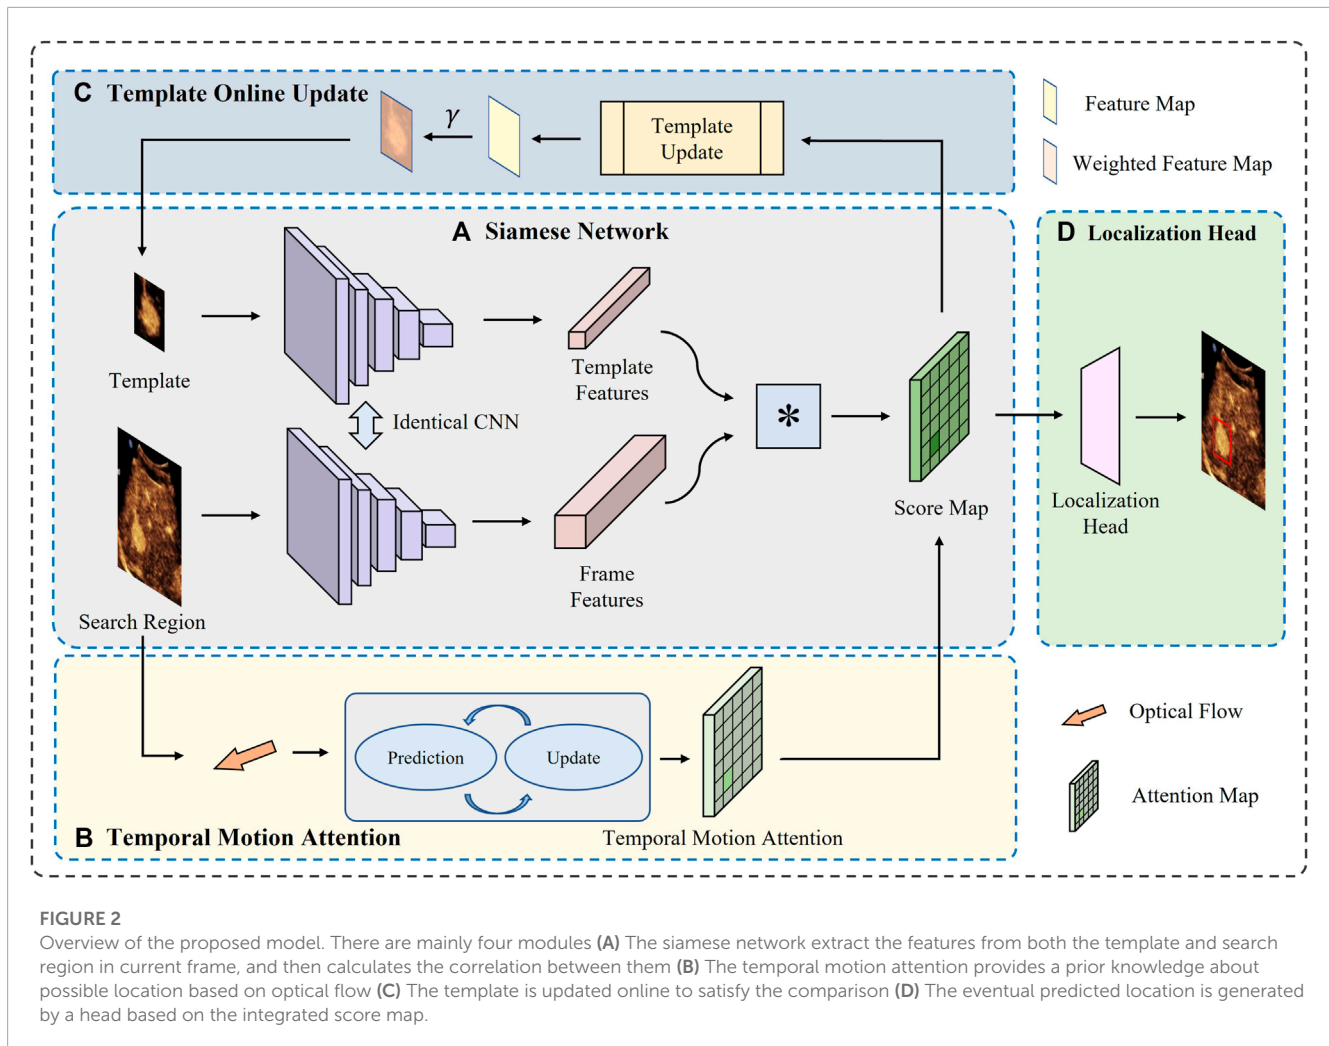 C Template Online Update
γ
Template
Update
Feature Map
Weighted Feature Map
A Siamese Network
D Localization Head
Template
Template
Features
Identical CNN
*
Score Map
Localization
Head
Search Region
Frame
Features
Optical Flow
Prediction
Update
Attention Map
B Temporal Motion Attention
Temporal Motion Attention
FIGURE 2
Overview of the proposed model. There are mainly four modules (A) The siamese network extract the features from both the template and search
region in current frame, and then calculates the correlation between them (B) The temporal motion attention provides a prior knowledge about
possible location based on optical flow (C) The template is updated online to satisfy the comparison (D) The eventual predicted location is generated
by a head based on the integrated score map.